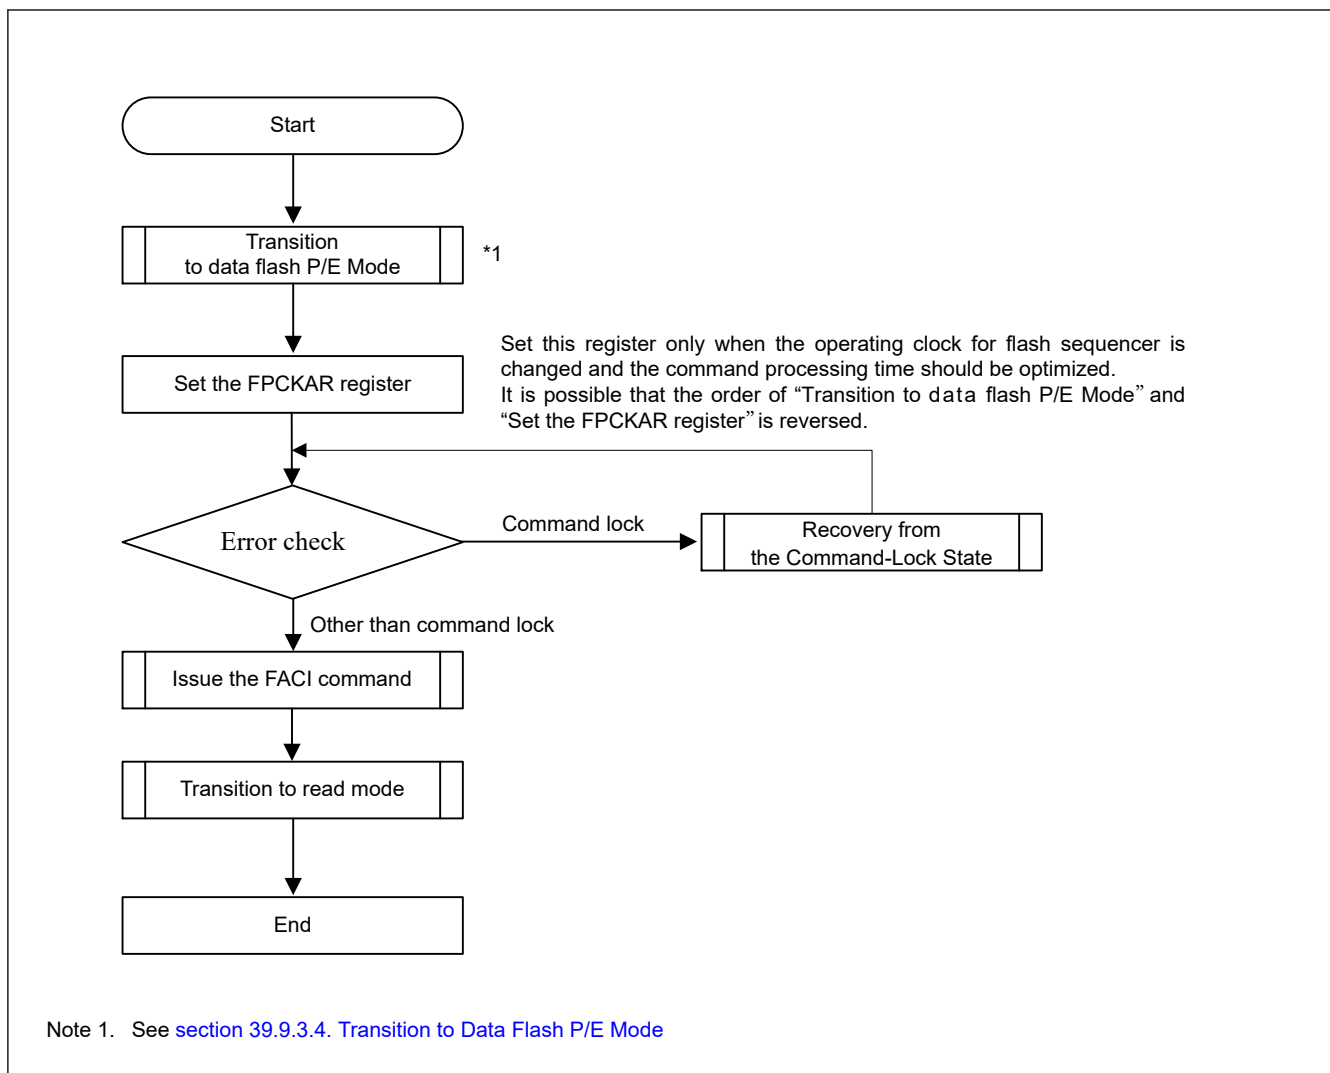 Start
Transition
to data flash P/E Mode
*1
Set this register only when the operating clock for flash sequencer is
changed and the command processing time should be optimized.
It is possible that the order of “Transition to data flash P/E Mode” and
“Set the FPCKAR register” is reversed.
Set the FPCKAR register
Error check
Command lock
Recovery from
the Command-Lock State
Other than command lock
Issue the FACI command
Transition to read mode
End
Note 1. See section 39.9.3.4. Transition to Data Flash P/E Mode